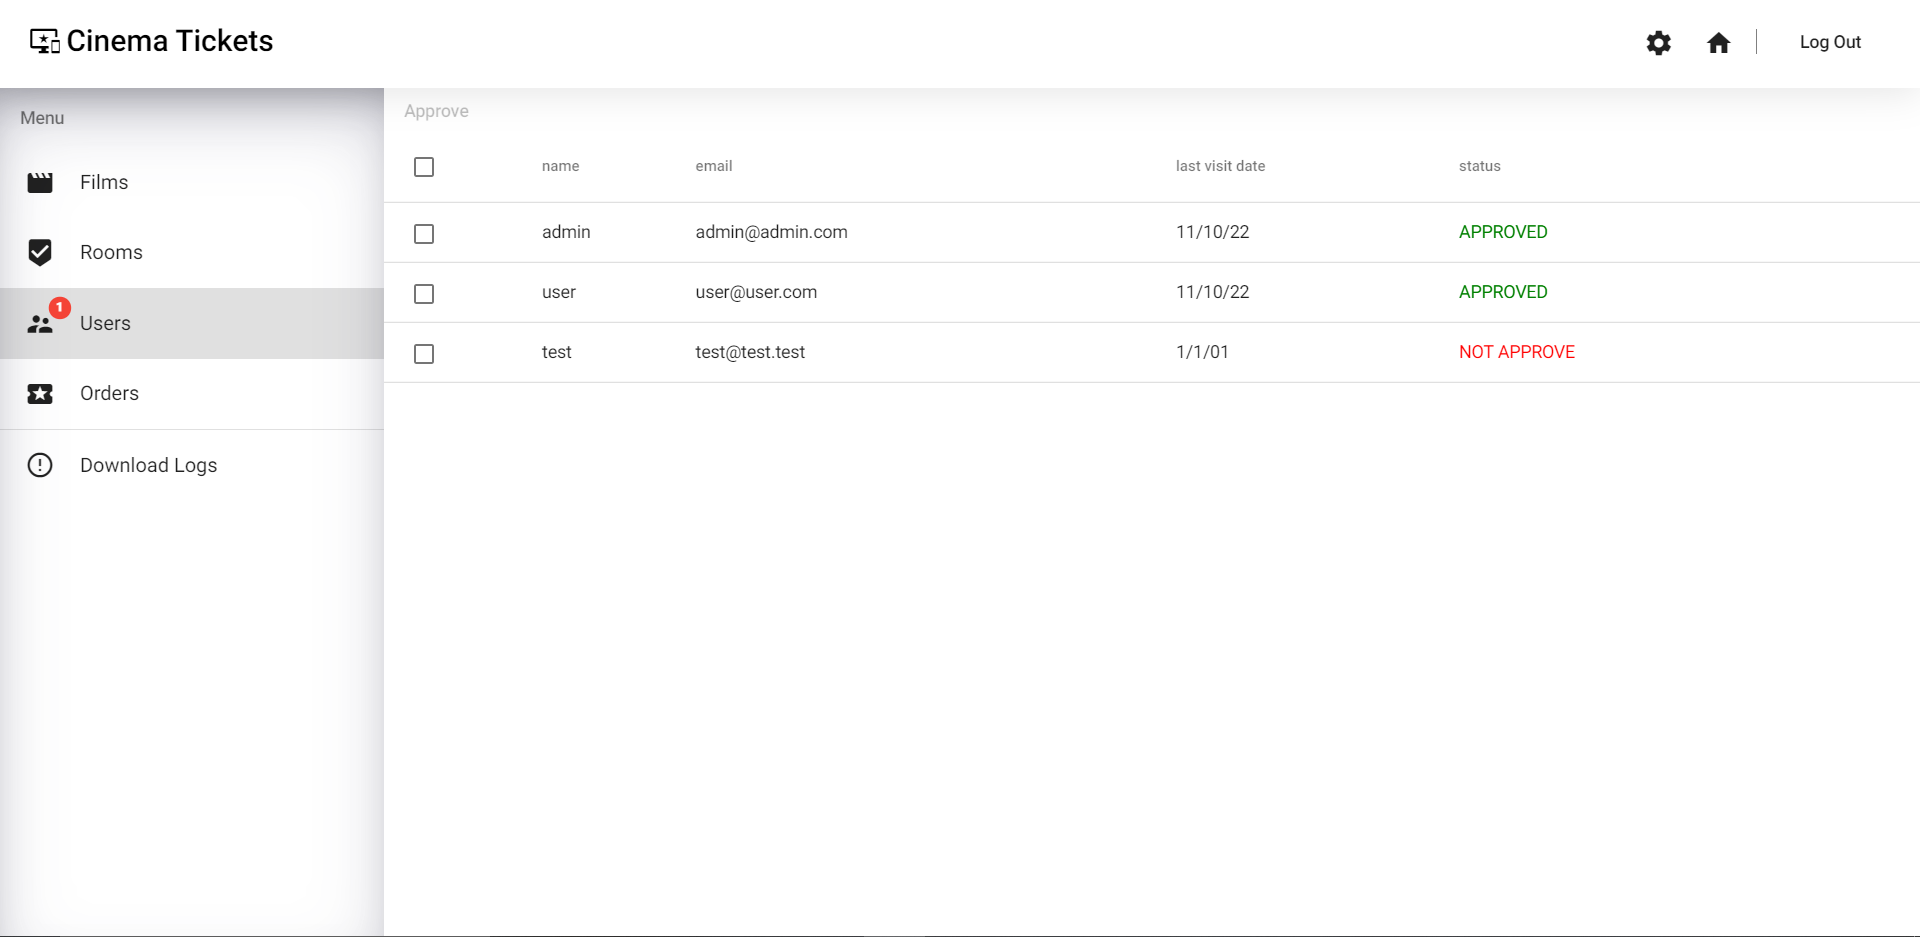 Cinema Tickets
Log Out
Menu
Films
Rooms
1
Users
Orders
Download Logs
Approve
name email last visit date status
admin admin@admin.com 11/10/22 APPROVED
user user@user.com 11/10/22 APPROVED
test test@test.test 1/1/01 NOT APPROVE